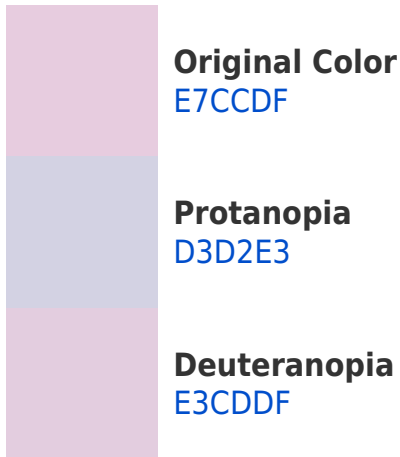 Original Color
E7CCDF
Protanopia
D3D2E3
Deuteranopia
E3CDDF